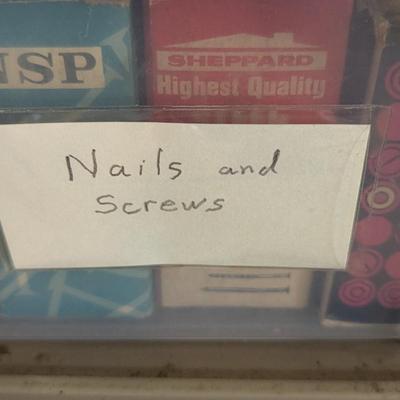 NSP
SHEPPARD
Highest Quality
Nails and
Screws